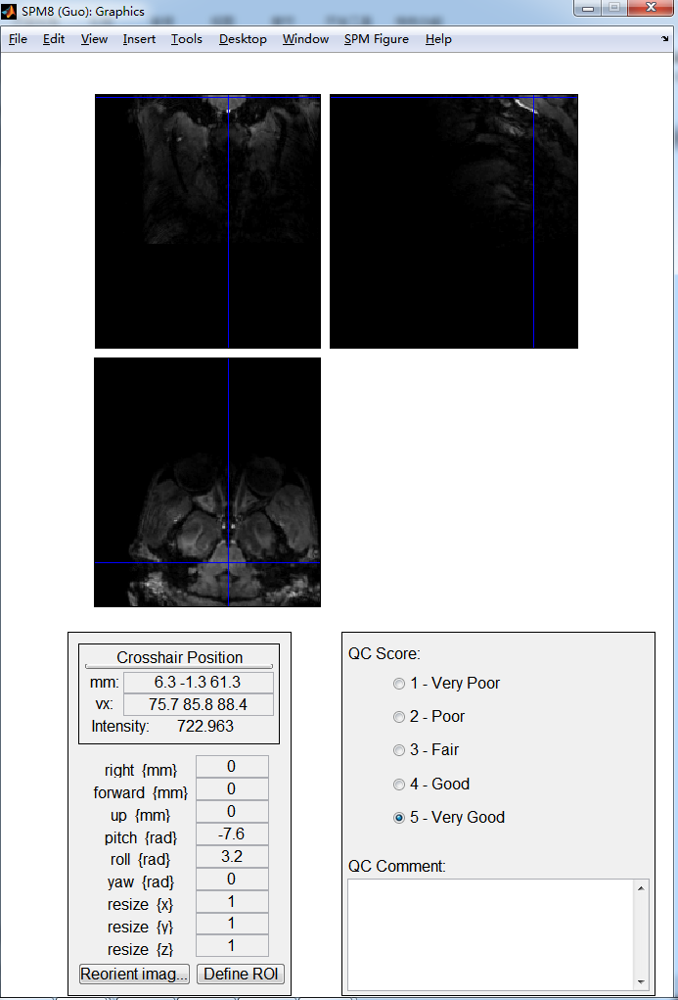 SPM8 (Guo): Graphics
File Edit View Insert Tools Desktop Window SPM Figure Help
Crosshair Position
mm: 6.3 -1.3 61.3
vx: 75.7 85.8 88.4
Intensity: 722.963
right {mm} 0
forward {mm} 0
up {mm} 0
pitch {rad} -7.6
roll {rad} 3.2
yaw {rad} 0
resize {x} 1
resize {y} 1
resize {z} 1
Reorient imag... Define ROI
QC Score:
1 - Very Poor
2 - Poor
3 - Fair
4 - Good
5 - Very Good
QC Comment: